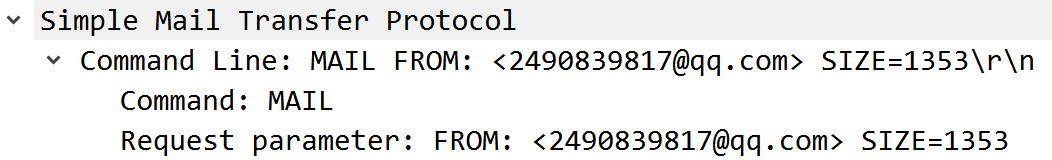 Simple Mail Transfer Protocol
Command Line: MAIL FROM: <2490839817@qq.com> SIZE=1353\r\n
Command: MAIL
Request parameter: FROM: <2490839817@qq.com> SIZE=1353